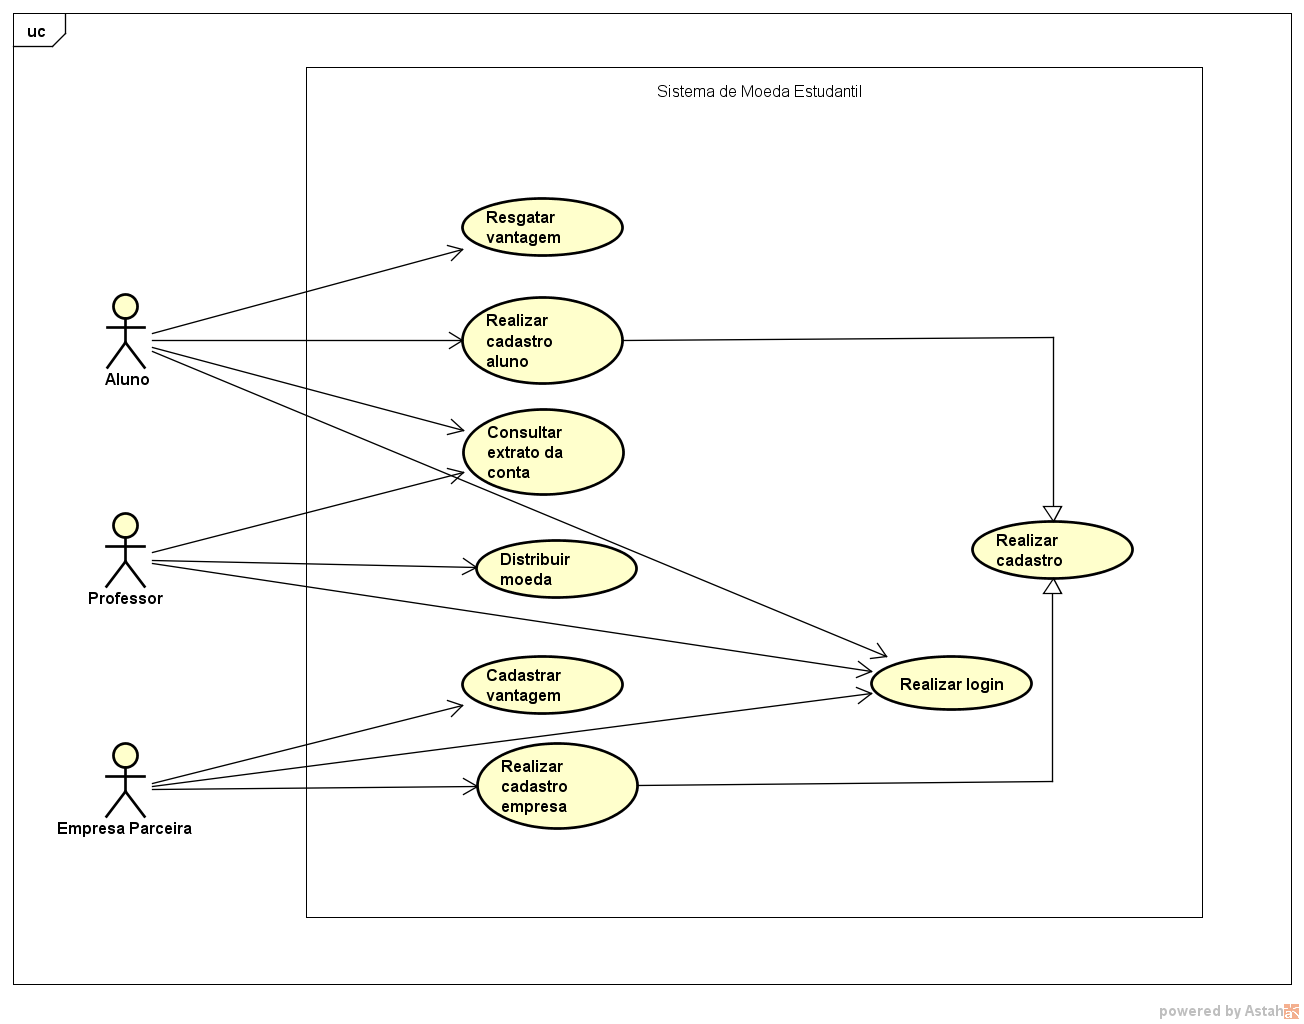 uc
Sistema de Moeda Estudantil
Resgatar
vantagem
Realizar
cadastro
aluno
Aluno
Consultar
extrato da
conta
Professor
Distribuir
moeda
Realizar
cadastro
Cadastrar
vantagem
Realizar login
Empresa Parceira
Realizar
cadastro
empresa
powered by Astah